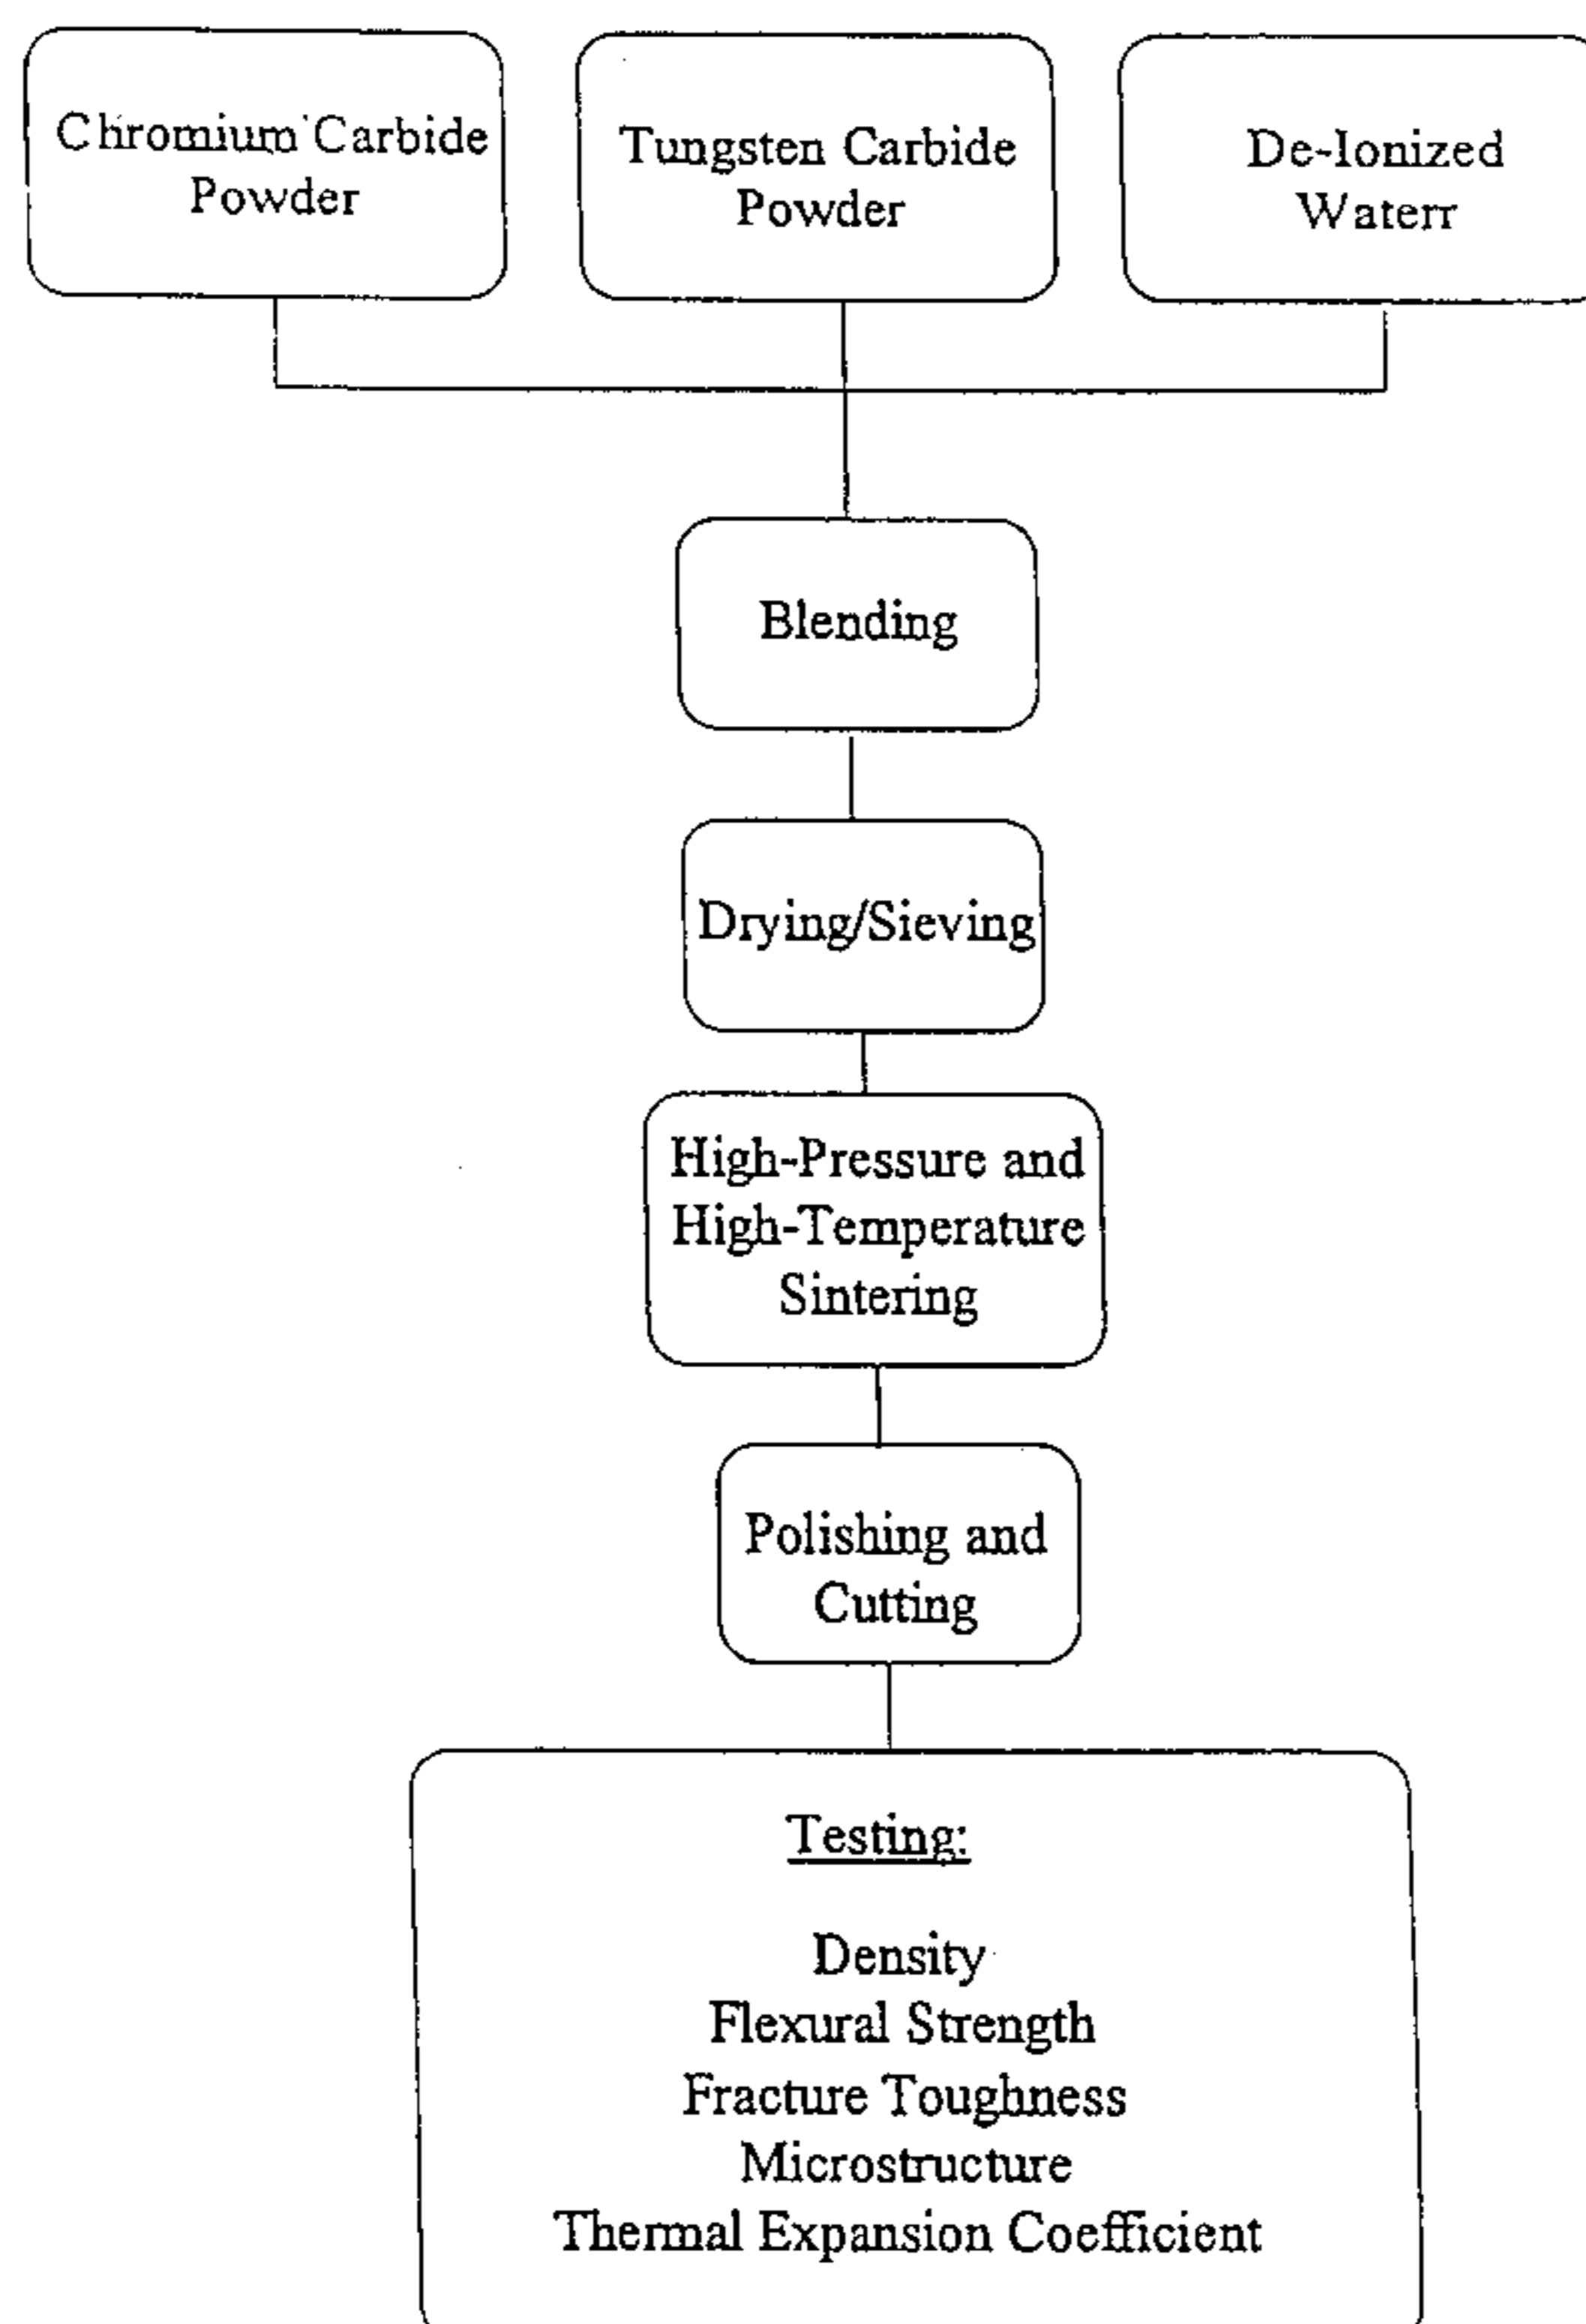 Chromium Carbide
Powder
Tungsten Carbide
Powder
De-Ionized
Waterr
Blending
Drying/Sieving
High-Pressure and
High-Temperature
Sintering
Polishing and
Cutting
Testing:
Density
Flexural Strength
Fracture Toughness
Microstructure
Thermal Expansion Coefficient